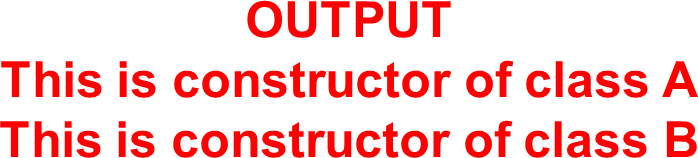 OUTPUT
This is constructor of class A
This is constructor of class B